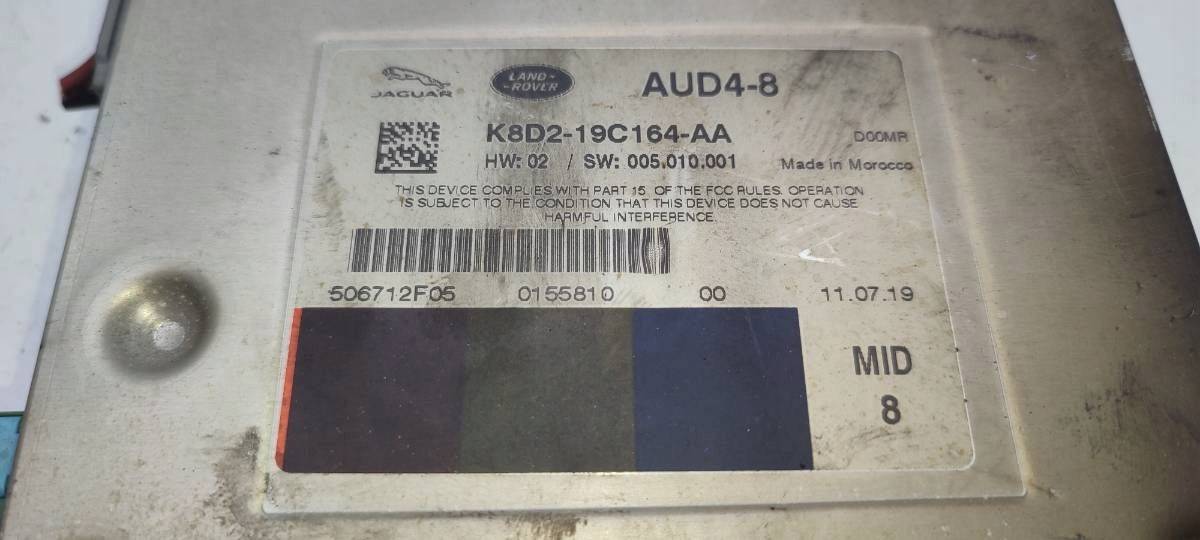 JAGUAR
LAND-
-ROVER
AUD4-8
K8D2-19C164-AA
D00MR
HW: 02 / SW: 005.010.001
Made in Morocco
THIS DEVICE COMPLIES WITH PART 15 OF THE FCC RULES. OPERATION
IS SUBJECT TO THE CONDITION THAT THIS DEVICE DOES NOT CAUSE
HARMFUL INTERFERENCE.
506712F05 0155810 00 11.07.19
MID
8